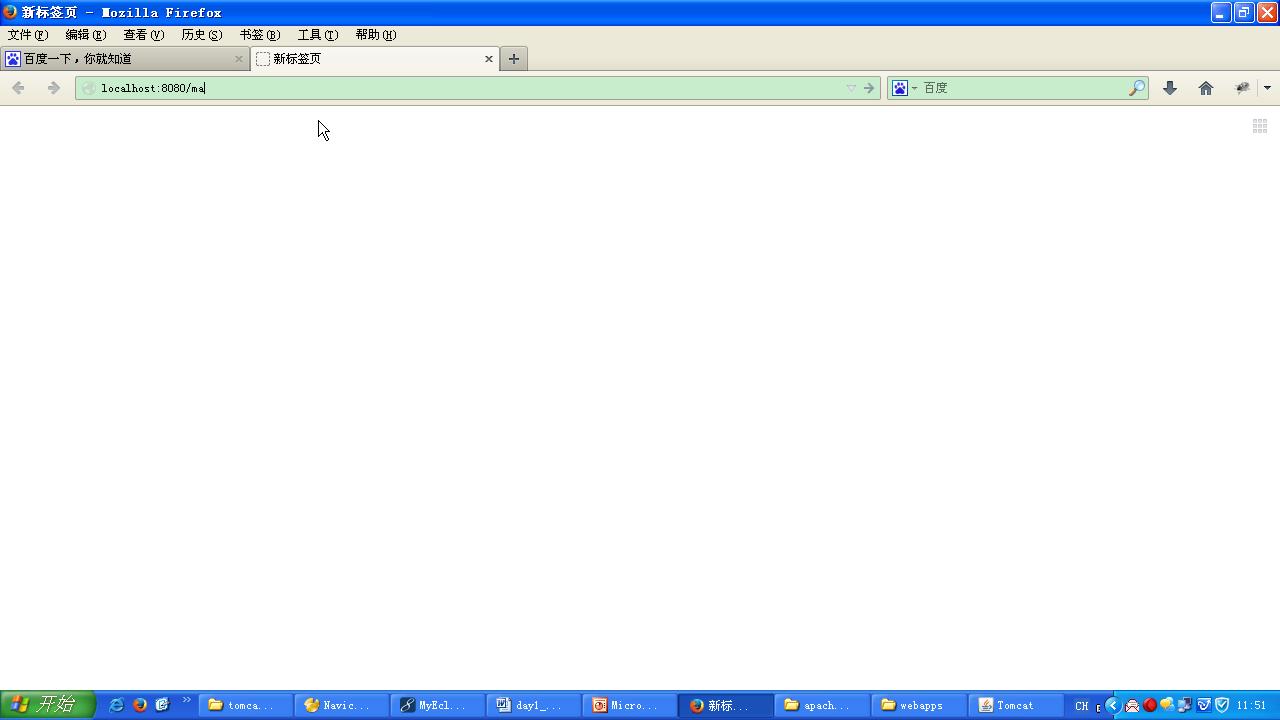 新标签页 - Mozilla Firefox
文件(F) 编辑(E) 查看(V) 历史(S) 书签(B) 工具(T) 帮助(H)
百度一下，你就知道 新标签页
localhost:8080/ma 百度
开始 tomca... Navic... MyEcl... day1_... Micro... 新标... apach... webapps Tomcat CH 11:51